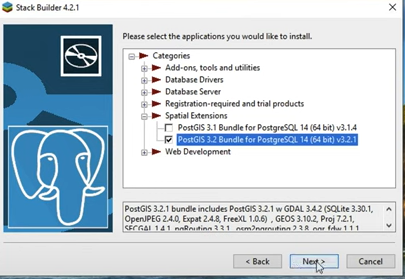 Stack Builder 4.2.1
Please select the applications you would like to install.
Categories
Add-ons, tools and utilities
Database Drivers
Database Server
Registration-required and trial products
Spatial Extensions
PostGIS 3.1 Bundle for PostgreSQL 14 (64 bit) v3.1.4
PostGIS 3.2 Bundle for PostgreSQL 14 (64 bit) v3.2.1
Web Development
PostGIS 3.2.1 bundle includes PostGIS 3.2.1 w GDAL 3.4.2 (SQLite 3.30.1,
OpenJPEG 2.4.0, Expat 2.4.8, FreeXL 1.0.6) , GEOS 3.10.2, Proj 7.2.1,
SFCGAL 1.4.1, pgRouting 3.3.1, osm2pgrouting 2.3.8, ogr_fdw 1.1.1
< Back
Next >
Cancel